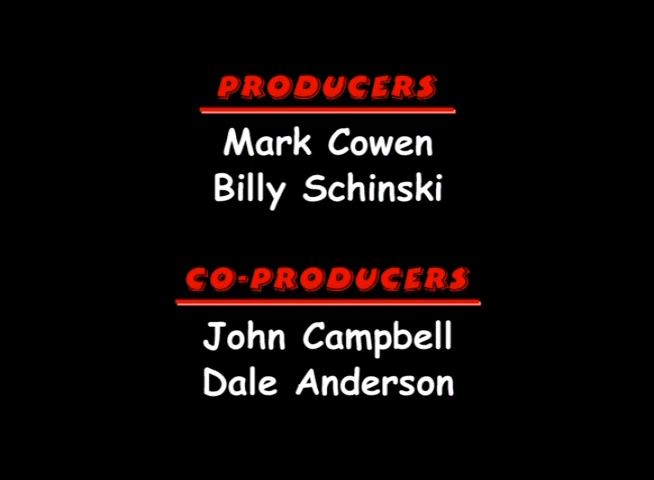 PRODUCERS
Mark Cowen
Billy Schinski
CO-PRODUCERS
John Campbell
Dale Anderson